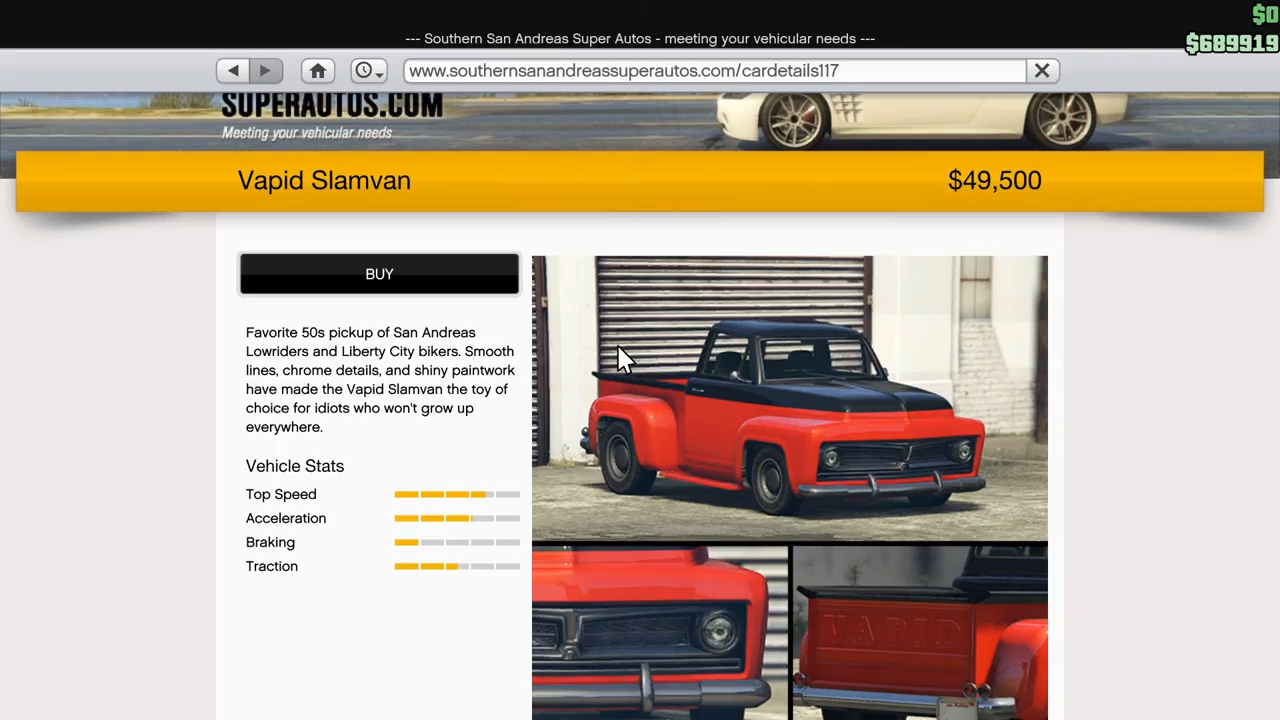 $0
--- Southern San Andreas Super Autos - meeting your vehicular needs ---
$689919
www.southernsanandreassuperautos.com/cardetails117
SUPERAUTOS.COM
Meeting your vehicular needs
Vapid Slamvan
$49,500
BUY
Favorite 50s pickup of San Andreas
Lowriders and Liberty City bikers. Smooth
lines, chrome details, and shiny paintwork
have made the Vapid Slamvan the toy of
choice for idiots who won't grow up
everywhere.
Vehicle Stats
Top Speed
Acceleration
Braking
Traction
VAPID